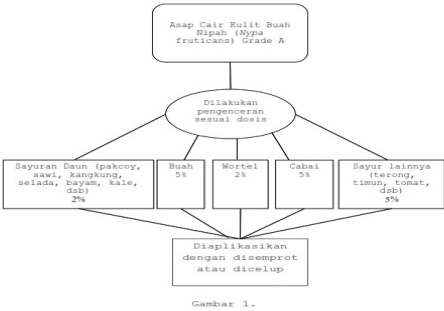 Asap Cair Kulit Buah
Nipah (Nypa
fruticans) Grade A
Dilakukan
pengenceran
sesuai dosis
Sayuran Daun (pakcoy,
sawi, kangkung,
selada, bayam, kale,
dsb)
2%
Buah
5%
Wortel
2%
Cabai
5%
Sayur lainnya
(terong,
timun, tomat,
dsb)
5%
Diaplikasikan
dengan disemprot
atau dicelup
Gambar 1.